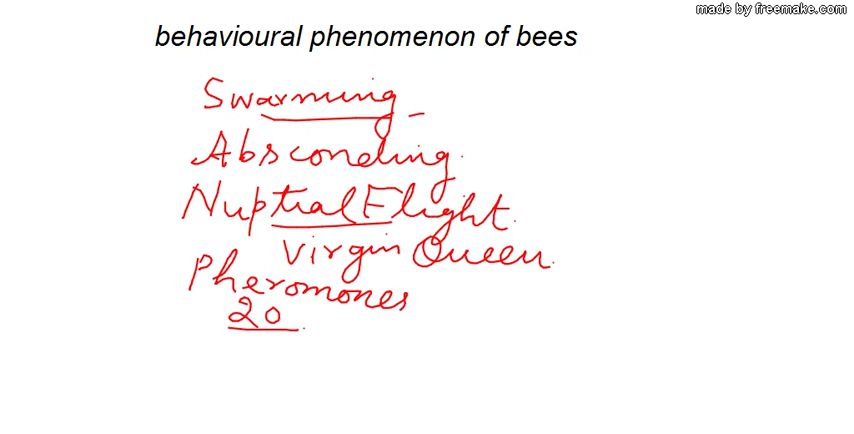 made by freemake.com
behavioural phenomenon of bees
Swarming -
Absconding.
Nuptial Flight.
Virgin Queen.
Pheromones
20